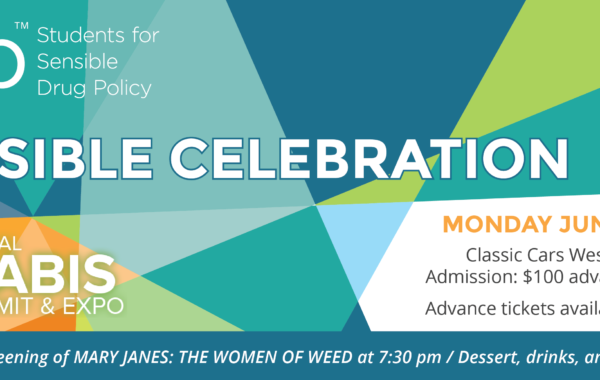 ™ Students for
Sensible
Drug Policy
SIBLE CELEBRATION
AL
ABIS
MIT & EXPO
MONDAY JUN
Classic Cars Wes
Admission: $100 adva
Advance tickets availa
eening of MARY JANES: THE WOMEN OF WEED at 7:30 pm / Dessert, drinks, an